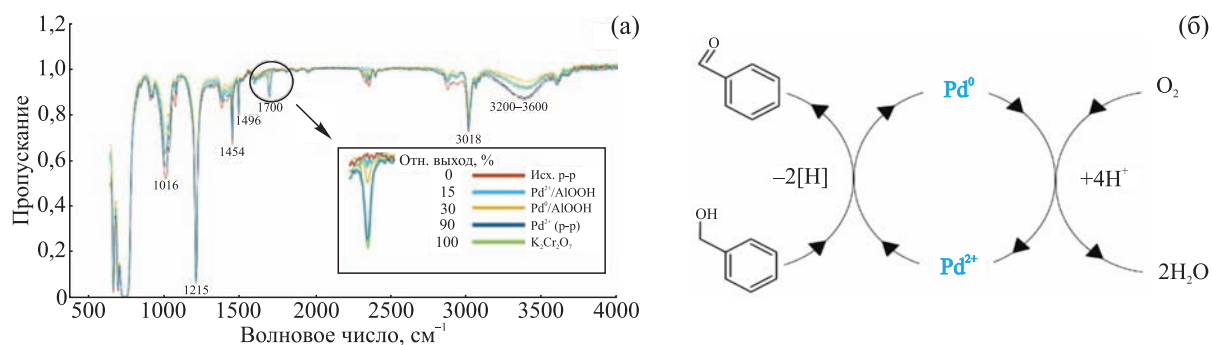 (а)
Пропускание
1,2
1,0
0,8
0,6
0,4
0,2
0
1016
1215
1454
1496
1700
3018
3200–3600
Отн. выход, %
0 Исх. р-р
15 Pd²⁺/AlOOH
30 Pd⁰/AlOOH
90 Pd²⁺ (р-р)
100 K₂Cr₂O₇
500 1000 1500 2000 2500 3000 3500 4000
Волновое число, см⁻¹
(б)
O
Pd⁰
O₂
–2[H]
+4H⁺
OH
Pd²⁺
2H₂O